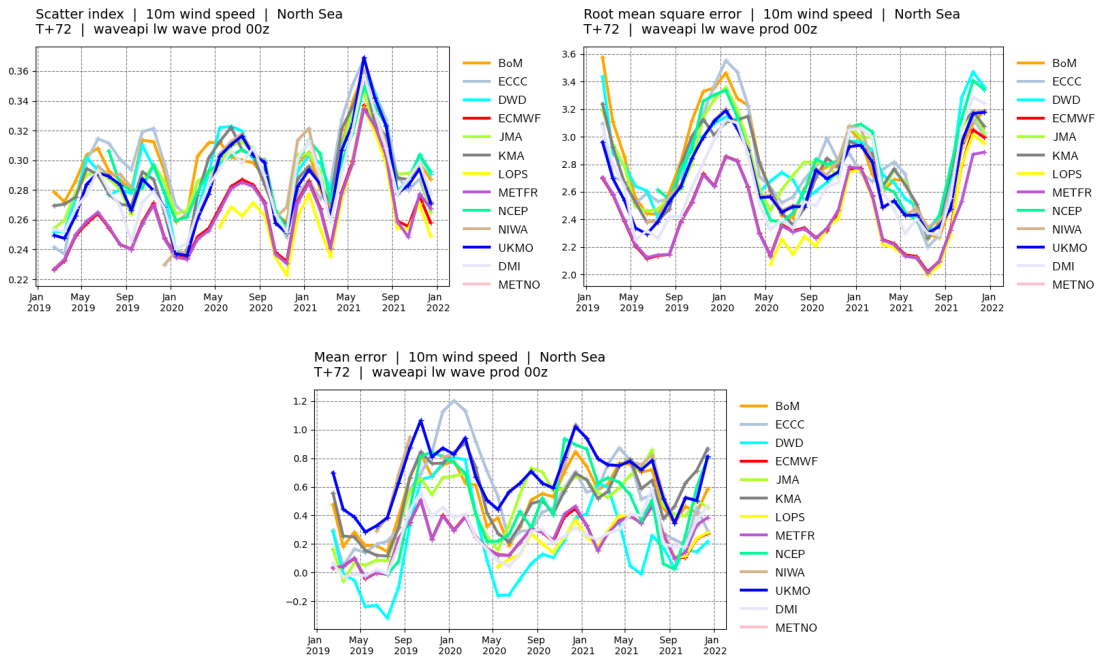 Scatter index | 10m wind speed | North Sea
T+72 | waveapi lw wave prod 00z
0.36
0.34
0.32
0.30
0.28
0.26
0.24
0.22
Jan 2019
May 2019
Sep 2019
Jan 2020
May 2020
Sep 2020
Jan 2021
May 2021
Sep 2021
Jan 2022
BoM
ECCC
DWD
ECMWF
JMA
KMA
LOPS
METFR
NCEP
NIWA
UKMO
DMI
METNO
Root mean square error | 10m wind speed | North Sea
T+72 | waveapi lw wave prod 00z
3.6
3.4
3.2
3.0
2.8
2.6
2.4
2.2
2.0
Jan 2019
May 2019
Sep 2019
Jan 2020
May 2020
Sep 2020
Jan 2021
May 2021
Sep 2021
Jan 2022
BoM
ECCC
DWD
ECMWF
JMA
KMA
LOPS
METFR
NCEP
NIWA
UKMO
DMI
METNO
Mean error | 10m wind speed | North Sea
T+72 | waveapi lw wave prod 00z
1.2
1.0
0.8
0.6
0.4
0.2
0.0
−0.2
Jan 2019
May 2019
Sep 2019
Jan 2020
May 2020
Sep 2020
Jan 2021
May 2021
Sep 2021
Jan 2022
BoM
ECCC
DWD
ECMWF
JMA
KMA
LOPS
METFR
NCEP
NIWA
UKMO
DMI
METNO